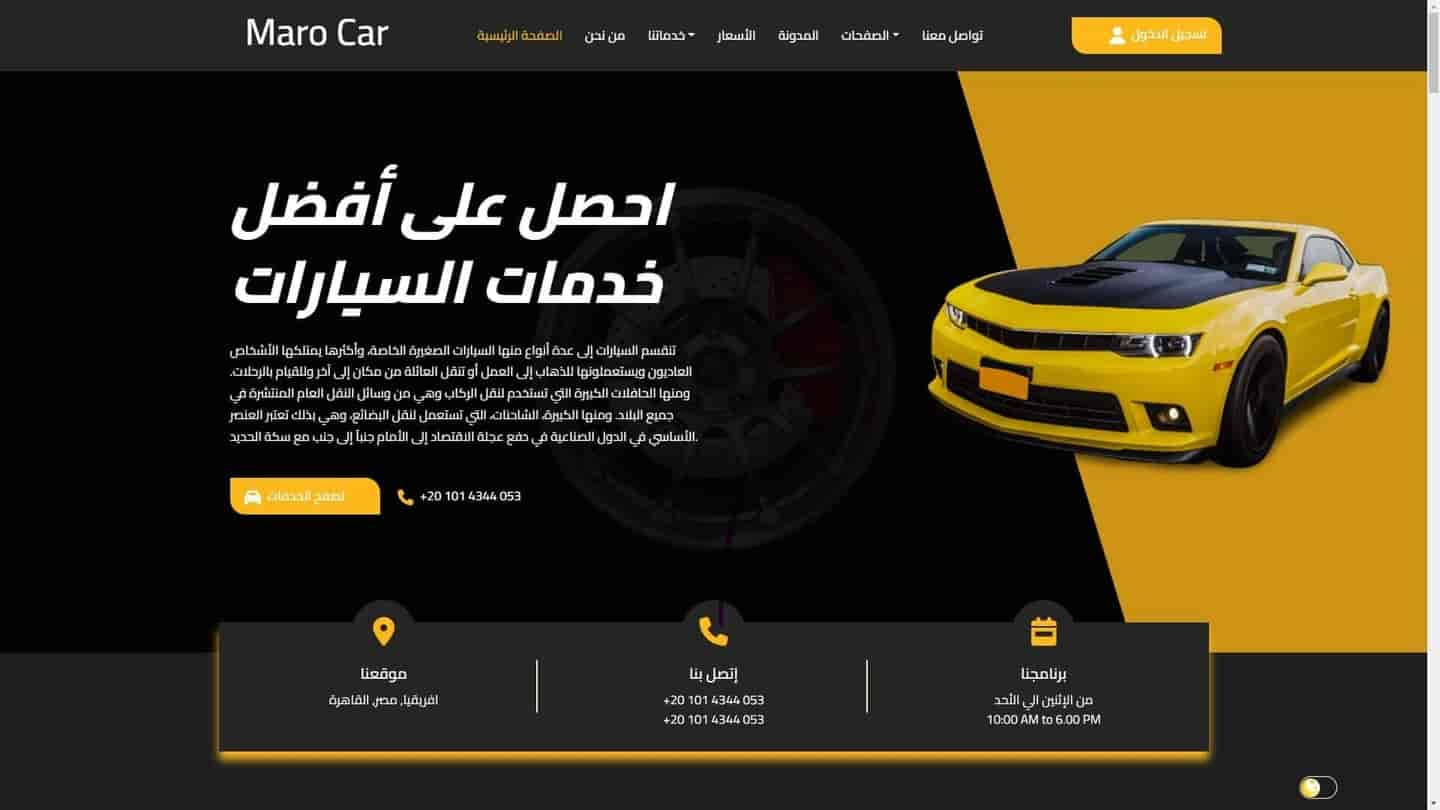 Maro Car
الصفحة الرئيسية
من نحن
خدماتنا
الأسعار
المدونة
الصفحات
تواصل معنا
تسجيل الدخول
احصل على أفضل
خدمات السيارات
تنقسم السيارات إلى عدة أنواع منها السيارات الصغيرة الخاصة، وأكثرها يمتلكها الأشخاص
العاديون ويستعملونها للذهاب إلى العمل أو تنقل العائلة من مكان إلى آخر وللقيام بالرحلات.
ومنها الحافلات الكبيرة التي تستخدم لنقل الركاب وهي من وسائل النقل العام المنتشرة في
جميع البلاد. ومنها الكبيرة، الشاحنات، التي تستعمل لنقل البضائع، وهي بذلك تعتبر العنصر
الأساسي في الدول الصناعية في دفع عجلة الاقتصاد إلى الأمام جنباً إلى جنب مع سكة الحديد.
تصفح الخدمات
+20 101 4344 053
موقعنا
افريقيا, مصر, القاهرة
إتصل بنا
+20 101 4344 053
+20 101 4344 053
برنامجنا
من الإثنين الي الأحد
10:00 AM to 6.00 PM